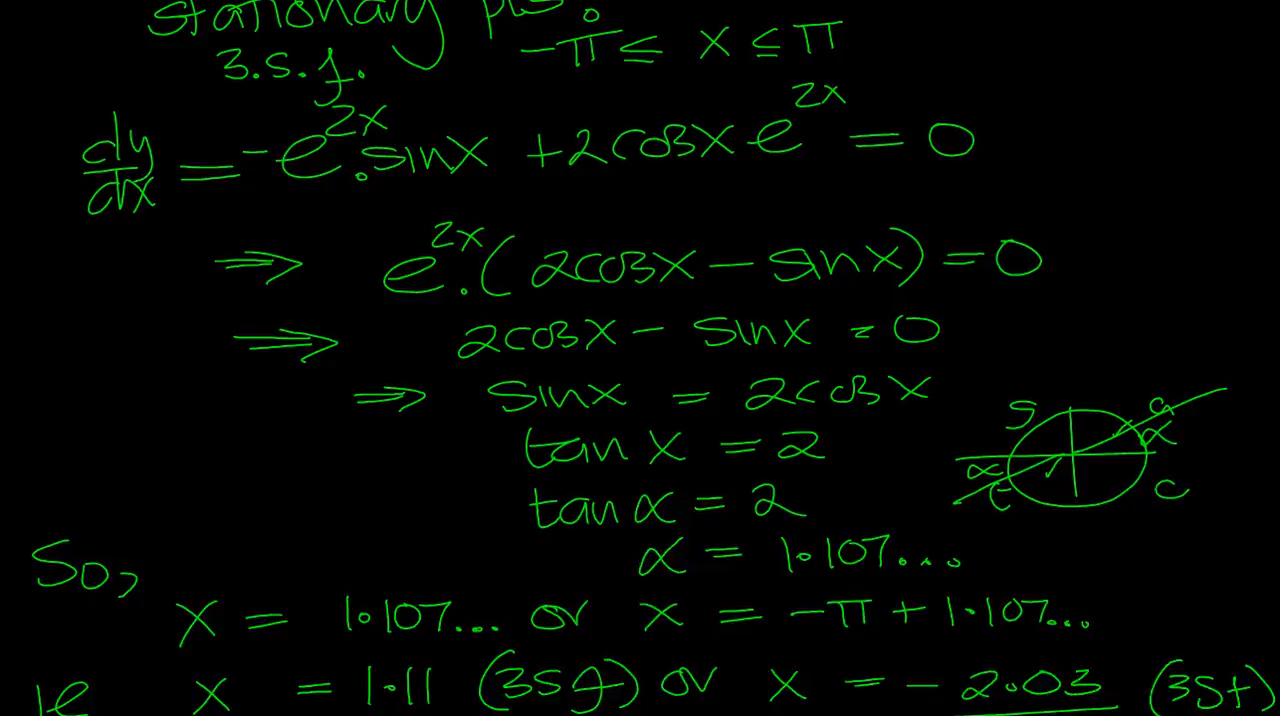 stationary pts.
3.s.f. -π ≤ x ≤ π
dy/dx = -e^2x . sinx + 2cosx e^2x = 0
⇒ e^2x . (2cosx - sinx) = 0
⇒ 2cosx - sinx = 0
⇒ sinx = 2cosx
S a
α
tan x = 2
α
C
tan α = 2
α = 1.107...
So,
x = 1.107... or x = -π + 1.107...
ie x = 1.11 (3sf) or x = -2.03 (3sf)